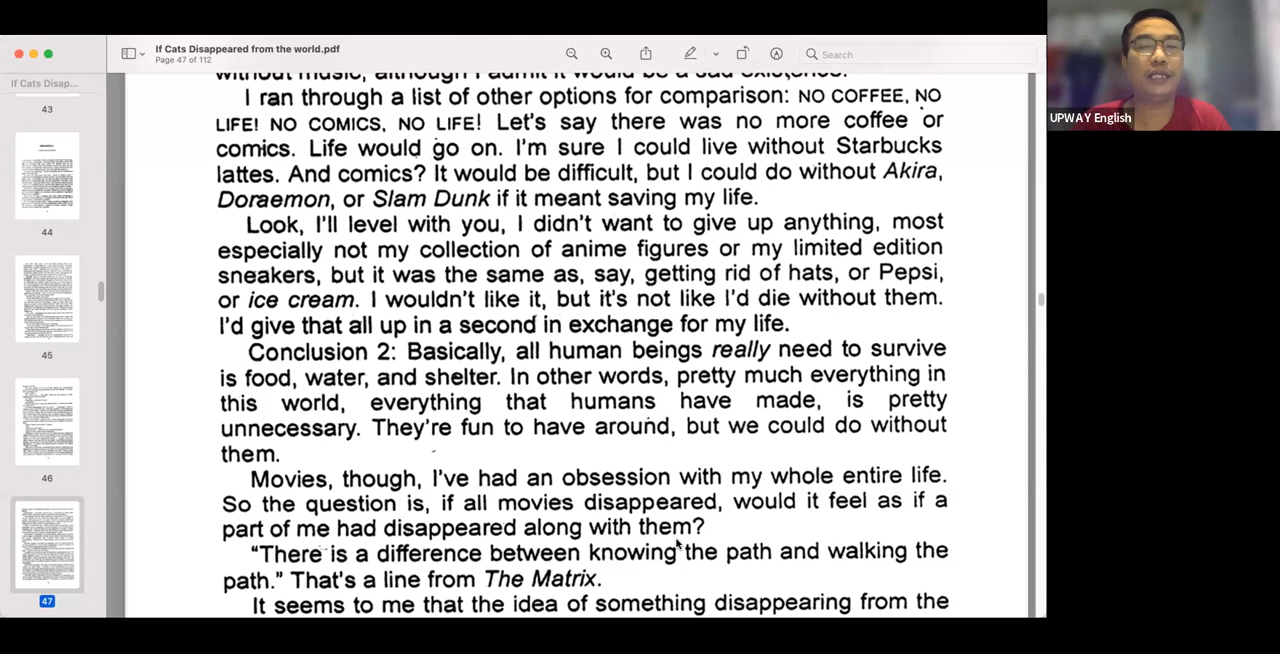 If Cats Disappeared from the world.pdf
Page 47 of 112
Search
UPWAY English
If Cats Disap...
43
44
45
46
47
without music, although I admit it would be a sad existence.
I ran through a list of other options for comparison: NO COFFEE, NO
LIFE! NO COMICS, NO LIFE! Let's say there was no more coffee or
comics. Life would go on. I'm sure I could live without Starbucks
lattes. And comics? It would be difficult, but I could do without Akira,
Doraemon, or Slam Dunk if it meant saving my life.
Look, I'll level with you, I didn't want to give up anything, most
especially not my collection of anime figures or my limited edition
sneakers, but it was the same as, say, getting rid of hats, or Pepsi,
or ice cream. I wouldn't like it, but it's not like I'd die without them.
I'd give that all up in a second in exchange for my life.
Conclusion 2: Basically, all human beings really need to survive
is food, water, and shelter. In other words, pretty much everything in
this world, everything that humans have made, is pretty
unnecessary. They're fun to have around, but we could do without
them.
Movies, though, I've had an obsession with my whole entire life.
So the question is, if all movies disappeared, would it feel as if a
part of me had disappeared along with them?
"There is a difference between knowing the path and walking the
path." That's a line from The Matrix.
It seems to me that the idea of something disappearing from the